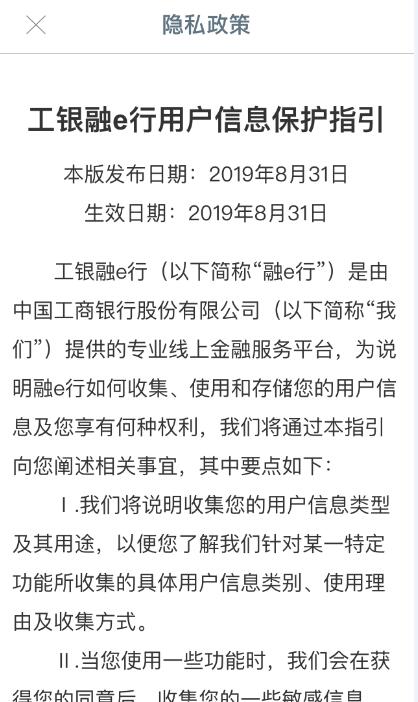 隐私政策
工银融e行用户信息保护指引
本版发布日期：2019年8月31日
生效日期：2019年8月31日
工银融e行（以下简称“融e行”）是由
中国工商银行股份有限公司（以下简称“我
们”）提供的专业线上金融服务平台，为说
明融e行如何收集、使用和存储您的用户信
息及您享有何种权利，我们将通过本指引
向您阐述相关事宜，其中要点如下：
Ⅰ.我们将说明收集您的用户信息类型
及其用途，以便您了解我们针对某一特定
功能所收集的具体用户信息类别、使用理
由及收集方式。
Ⅱ.当您使用一些功能时，我们会在获
得您的同意后，收集您的一些敏感信息